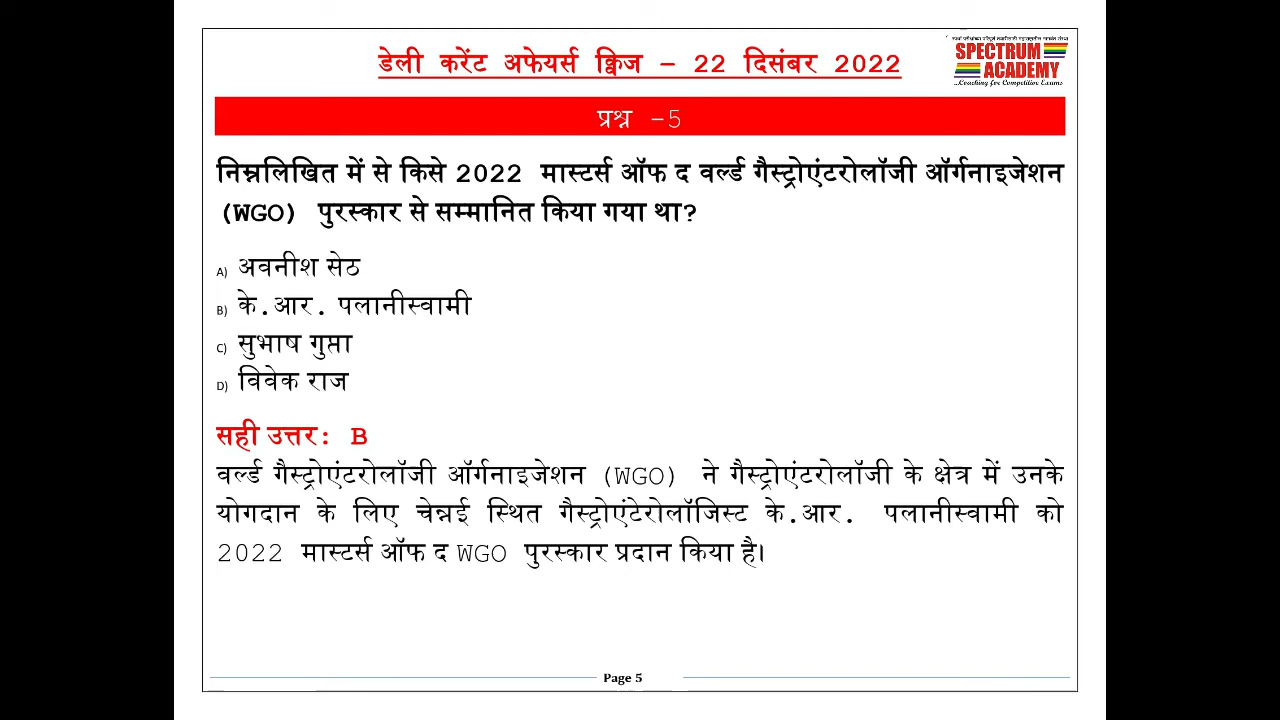 डेली करेंट अफेयर्स क्विज – 22 दिसंबर 2022
SPECTRUM
ACADEMY
...Coaching for Competitive Exams
प्रश्न -5
निम्नलिखित में से किसे 2022 मास्टर्स ऑफ द वर्ल्ड गैस्ट्रोएंटरोलॉजी ऑर्गनाइजेशन
(WGO) पुरस्कार से सम्मानित किया गया था?
A) अवनीश सेठ
B) के.आर. पलानीस्वामी
C) सुभाष गुप्ता
D) विवेक राज
सही उत्तर: B
वर्ल्ड गैस्ट्रोएंटरोलॉजी ऑर्गनाइजेशन (WGO) ने गैस्ट्रोएंटरोलॉजी के क्षेत्र में उनके
योगदान के लिए चेन्नई स्थित गैस्ट्रोएंटेरोलॉजिस्ट के.आर. पलानीस्वामी को
2022 मास्टर्स ऑफ द WGO पुरस्कार प्रदान किया है।
Page 5